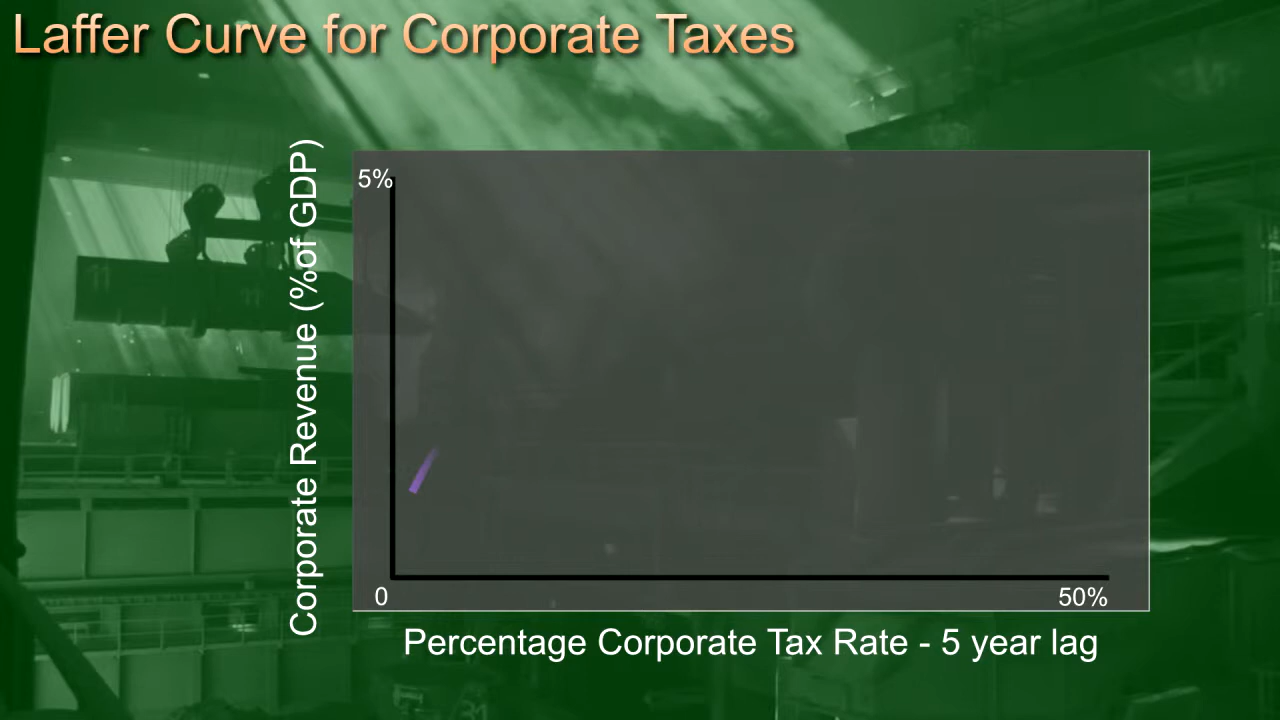 Laffer Curve for Corporate Taxes
Corporate Revenue (%of GDP)
5%
0
50%
Percentage Corporate Tax Rate - 5 year lag